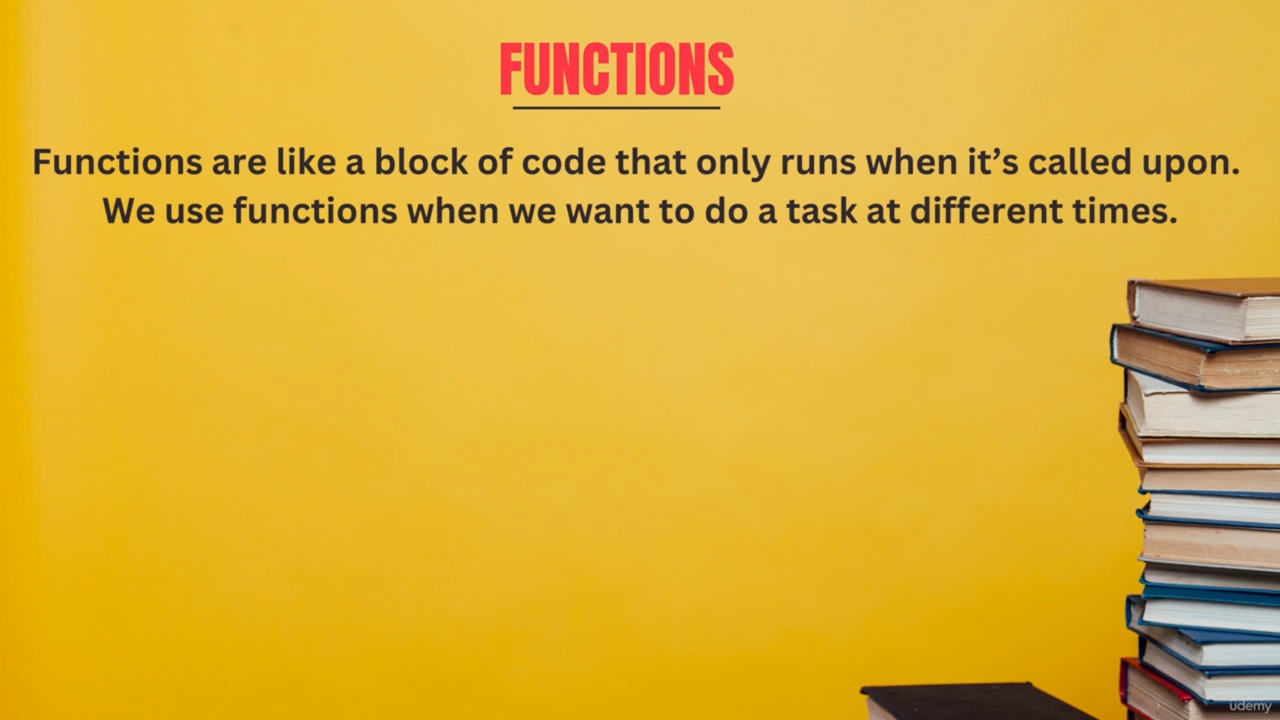 FUNCTIONS
Functions are like a block of code that only runs when it’s called upon.
We use functions when we want to do a task at different times.
ûdemy